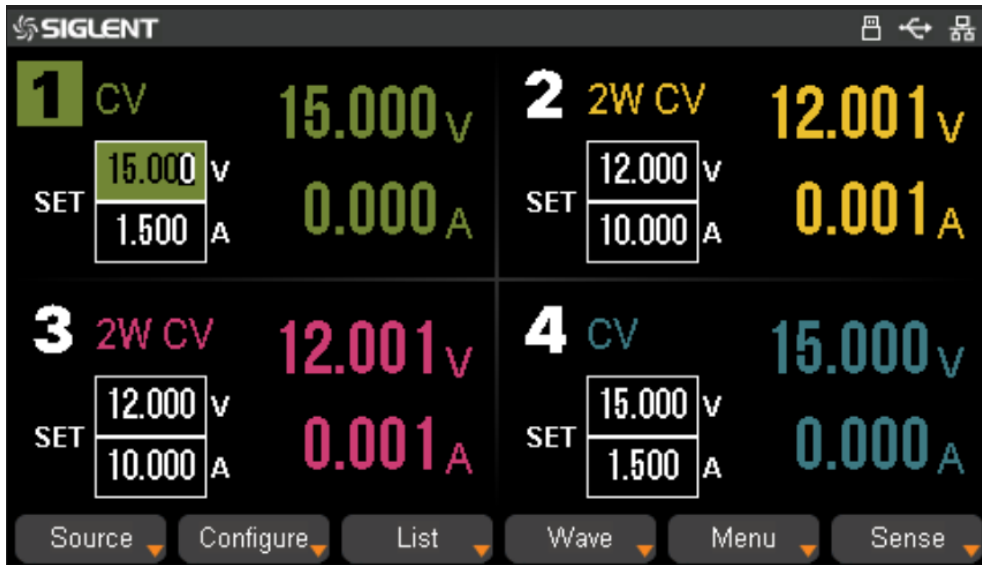 SIGLENT
1 CV 15.000 V
SET 15.000 V
1.500 A
0.000 A
2 2W CV 12.001 V
SET 12.000 V
10.000 A
0.001 A
3 2W CV 12.001 V
SET 12.000 V
10.000 A
0.001 A
4 CV 15.000 V
SET 15.000 V
1.500 A
0.000 A
Source Configure List Wave Menu Sense